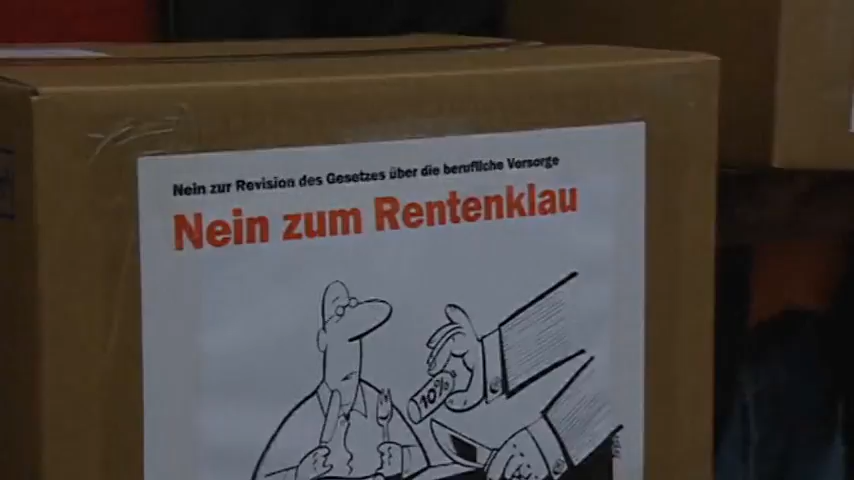 Nein zur Revision des Gesetzes über die berufliche Vorsorge
Nein zum Rentenklau
10%